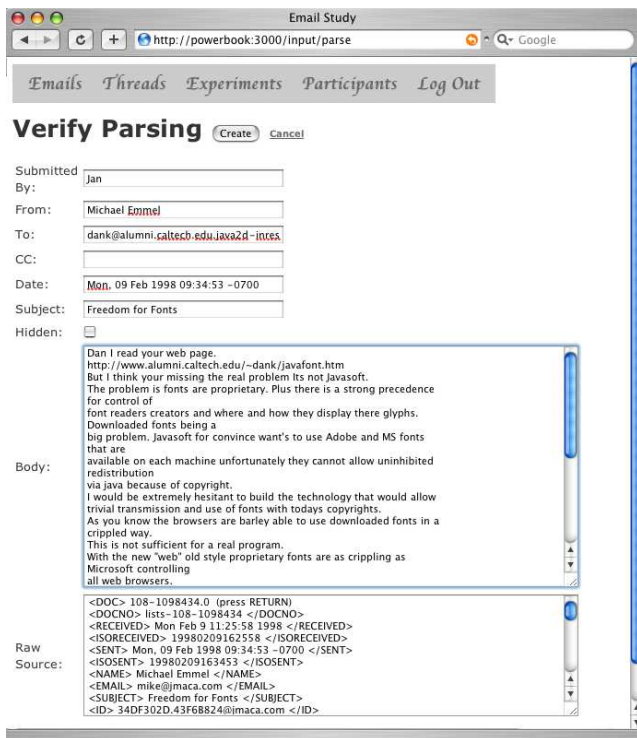 Email Study
http://powerbook:3000/input/parse
Google
Emails Threads Experiments Participants Log Out
Verify Parsing Create Cancel
Submitted By: Jan
From: Michael Emmel
To: dank@alumni.caltech.edu.java2d-inres
CC:
Date: Mon, 09 Feb 1998 09:34:53 -0700
Subject: Freedom for Fonts
Hidden:
Body:
Dan I read your web page.
http://www.alumni.caltech.edu/~dank/javafont.htm
But I think your missing the real problem Its not Javasoft.
The problem is fonts are proprietary. Plus there is a strong precedence
for control of
font readers creators and where and how they display there glyphs.
Downloaded fonts being a
big problem. Javasoft for convince want's to use Adobe and MS fonts
that are
available on each machine unfortunately they cannot allow uninhibited
redistribution
via java because of copyright.
I would be extremely hesitant to build the technology that would allow
trivial transmission and use of fonts with todays copyrights.
As you know the browsers are barley able to use downloaded fonts in a
crippled way.
This is not sufficient for a real program.
With the new "web" old style proprietary fonts are as crippling as
Microsoft controlling
all web browsers.
Raw Source:
<DOC> 108-1098434.0 (press RETURN)
<DOCNO> lists-108-1098434 </DOCNO>
<RECEIVED> Mon Feb 9 11:25:58 1998 </RECEIVED>
<ISORECEIVED> 19980209162558 </ISORECEIVED>
<SENT> Mon, 09 Feb 1998 09:34:53 -0700 </SENT>
<ISOSENT> 19980209163453 </ISOSENT>
<NAME> Michael Emmel </NAME>
<EMAIL> mike@jmaca.com </EMAIL>
<SUBJECT> Freedom for Fonts </SUBJECT>
<ID> 34DF302D.43F6B824@jmaca.com </ID>